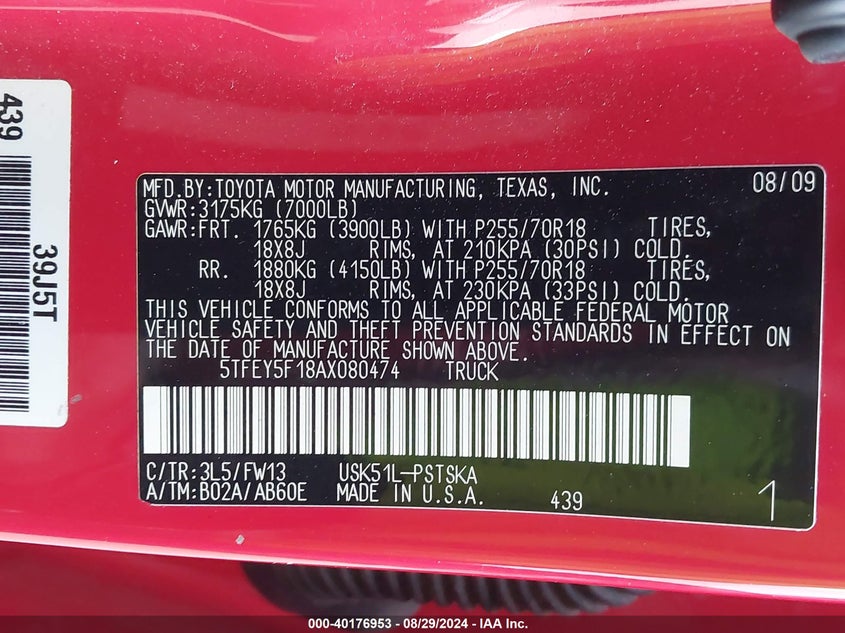 439
39J5T
MFD.BY:TOYOTA MOTOR MANUFACTURING, TEXAS, INC. 08/09
GVWR:3175KG (7000LB)
GAWR:FRT. 1765KG (3900LB) WITH P255/70R18 TIRES,
18X8J RIMS, AT 210KPA (30PSI) COLD.
RR. 1880KG (4150LB) WITH P255/70R18 TIRES,
18X8J RIMS, AT 230KPA (33PSI) COLD.
THIS VEHICLE CONFORMS TO ALL APPLICABLE FEDERAL MOTOR
VEHICLE SAFETY AND THEFT PREVENTION STANDARDS IN EFFECT ON
THE DATE OF MANUFACTURE SHOWN ABOVE.
5TFEY5F18AX080474 TRUCK
C/TR:3L5/FW13 USK51L-PSTSKA
A/TM:B02A/AB60E MADE IN U.S.A. 439 1
000-40176953 - 08/29/2024 - IAA Inc.